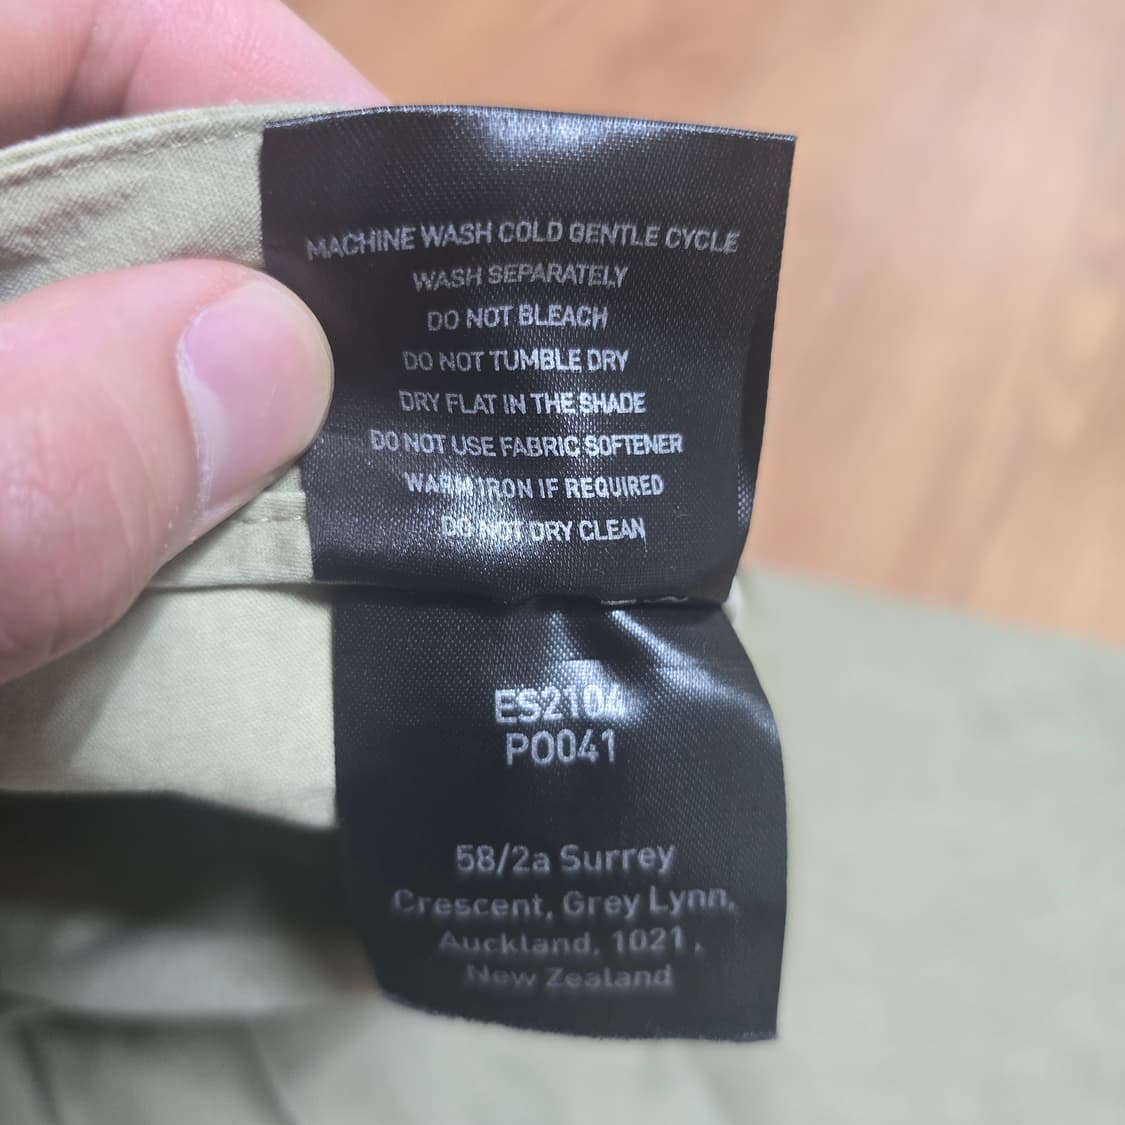 MACHINE WASH COLD GENTLE CYCLE
WASH SEPARATELY
DO NOT BLEACH
DO NOT TUMBLE DRY
DRY FLAT IN THE SHADE
DO NOT USE FABRIC SOFTENER
WARM IRON IF REQUIRED
DO NOT DRY CLEAN
ES2104
PO041
58/2a Surrey
Crescent, Grey Lynn,
Auckland, 1021,
New Zealand